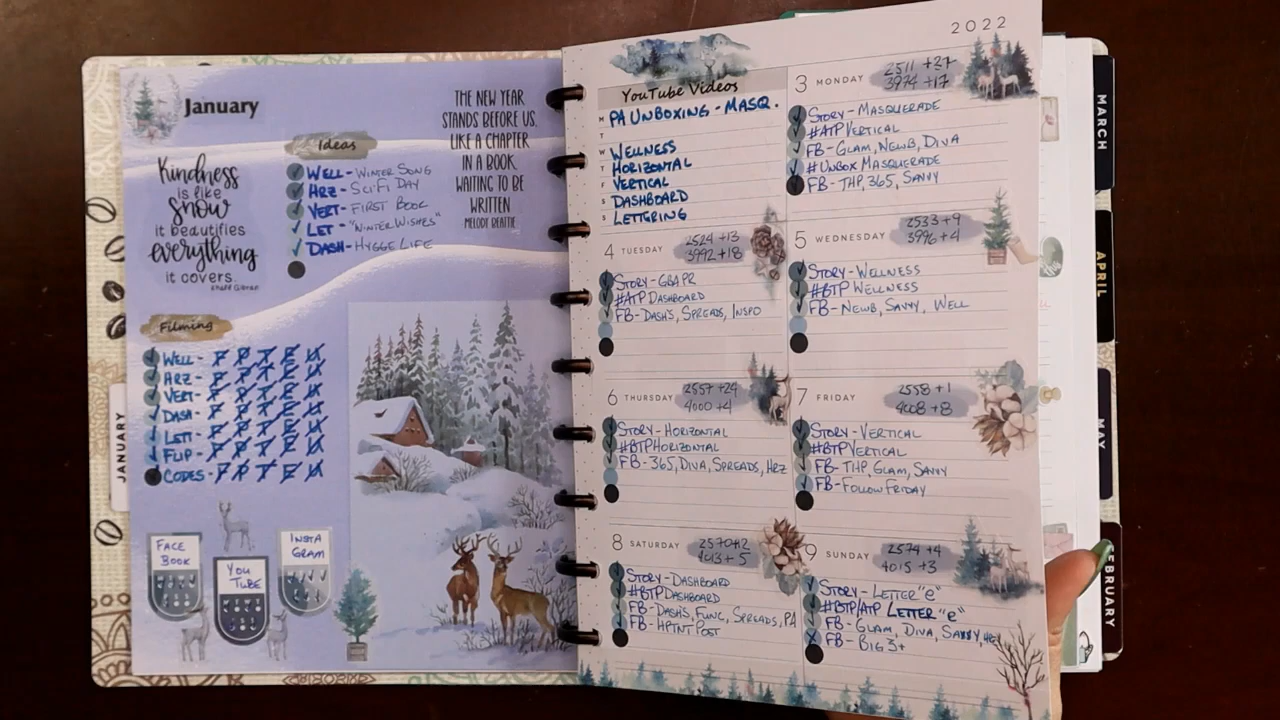 January
Kindness
is like
snow
it beautifies
everything
it covers.
Ideas
WELL - WINTER SONG
HRZ - SCIFI DAY
VERT - FIRST BOOK
LET - "WINTER WISHES"
DASH - HYGGE LIFE
THE NEW YEAR
STANDS BEFORE US,
LIKE A CHAPTER
IN A BOOK,
WAITING TO BE
WRITTEN
MELODY BEATTIE
Filming
WELL -
HRZ -
VERT -
DASH -
LETT -
FLIP -
CODES -
FACE
BOOK
YOU
TUBE
INSTA
GRAM
JANUARY
2022
YouTube Videos
M PA UNBOXING - MASQ.
T
W WELLNESS
T HORIZONTAL
F VERTICAL
S DASHBOARD
S LETTERING
3 MONDAY
2511 +27
3974 +17
STORY - MASQUERADE
#ATP VERTICAL
FB - GLAM, NEWB, DIVA
#UNBOX MASQUERADE
FB - THP, 365, SAVVY
4 TUESDAY
2524 +13
3992 +18
STORY - GBAPR
#ATP DASHBOARD
FB - DASH'S, SPREADS, INSPO
5 WEDNESDAY
2533 +9
3996 +4
STORY - WELLNESS
#BTP WELLNESS
FB - NEWB, SAVVY, WELL
6 THURSDAY
2557 +24
4000 +4
STORY - HORIZONTAL
#BTP HORIZONTAL
FB - 365, DIVA, SPREADS, HRZ
7 FRIDAY
2558 +1
4008 +8
STORY - VERTICAL
#BTP VERTICAL
FB - THP, GLAM, SAVVY
FB - FOLLOW FRIDAY
8 SATURDAY
2570 +2
4013 + 5
STORY - DASHBOARD
#BTP DASHBOARD
FB - DASH'S, FUNC, SPREADS, PA
FB - HPTNT POST
9 SUNDAY
2574 +4
4015 +3
STORY - LETTER "e"
#BTP/ATP LETTER "e"
FB - GLAM, DIVA, SAVVY,
FB - BIG 3+
MARCH
APRIL
MAY
FEBRUARY